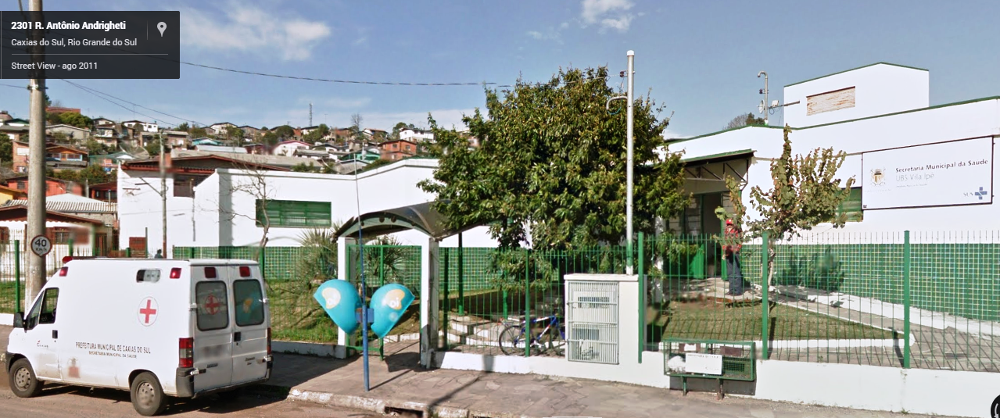 2301 R. Antônio Andrigheti
Caxias do Sul, Rio Grande do Sul
Street View - ago 2011
Secretaria Municipal da Saúde
UBS Vila Ipê
SUS
40
Km/h
PREFEITURA MUNICIPAL DE CAXIAS DO SUL
SECRETARIA MUNICIPAL DA SAÚDE